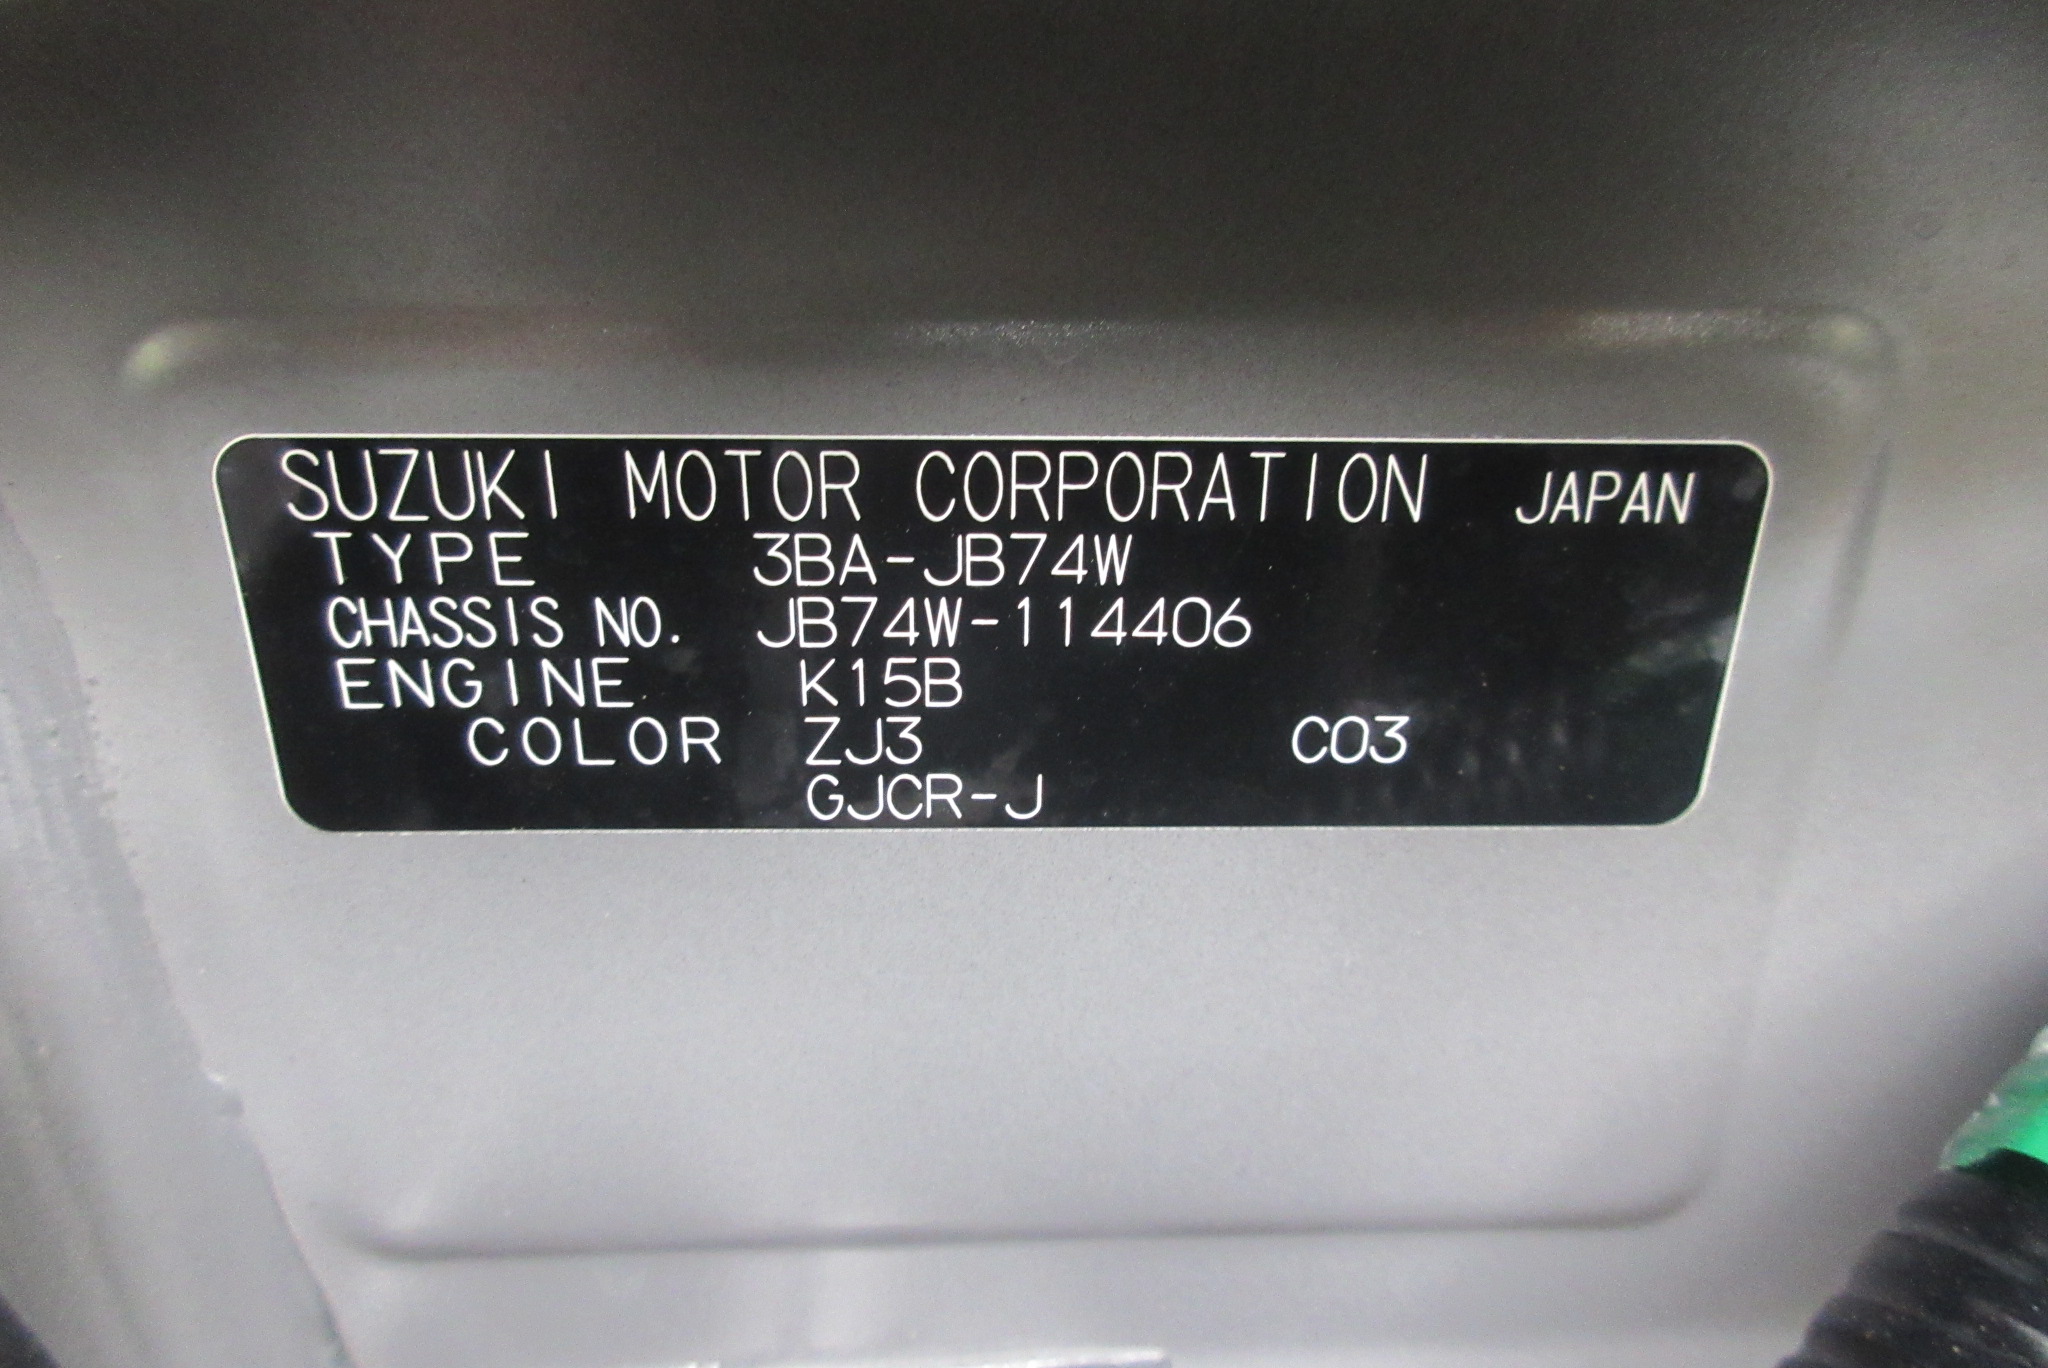 SUZUKI MOTOR CORPORATION JAPAN
TYPE 3BA-JB74W
CHASSIS NO. JB74W-114406
ENGINE K15B
COLOR ZJ3 C03
GJCR-J